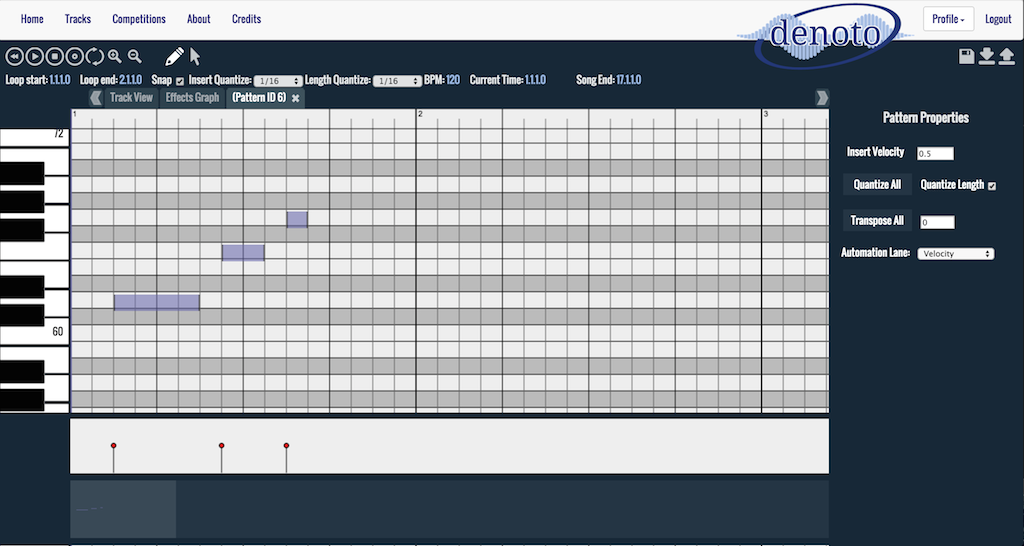 Home Tracks Competitions About Credits denoto Profile Logout
Loop start: 1.1.1.0 Loop end: 2.1.1.0 Snap Insert Quantize: 1/16 Length Quantize: 1/16 BPM: 120 Current Time: 1.1.1.0 Song End: 17.1.1.0
Track View Effects Graph (Pattern ID 6)
1 2 3
Pattern Properties
72
Insert Velocity 0.5
Quantize All Quantize Length
Transpose All 0
Automation Lane: Velocity
60